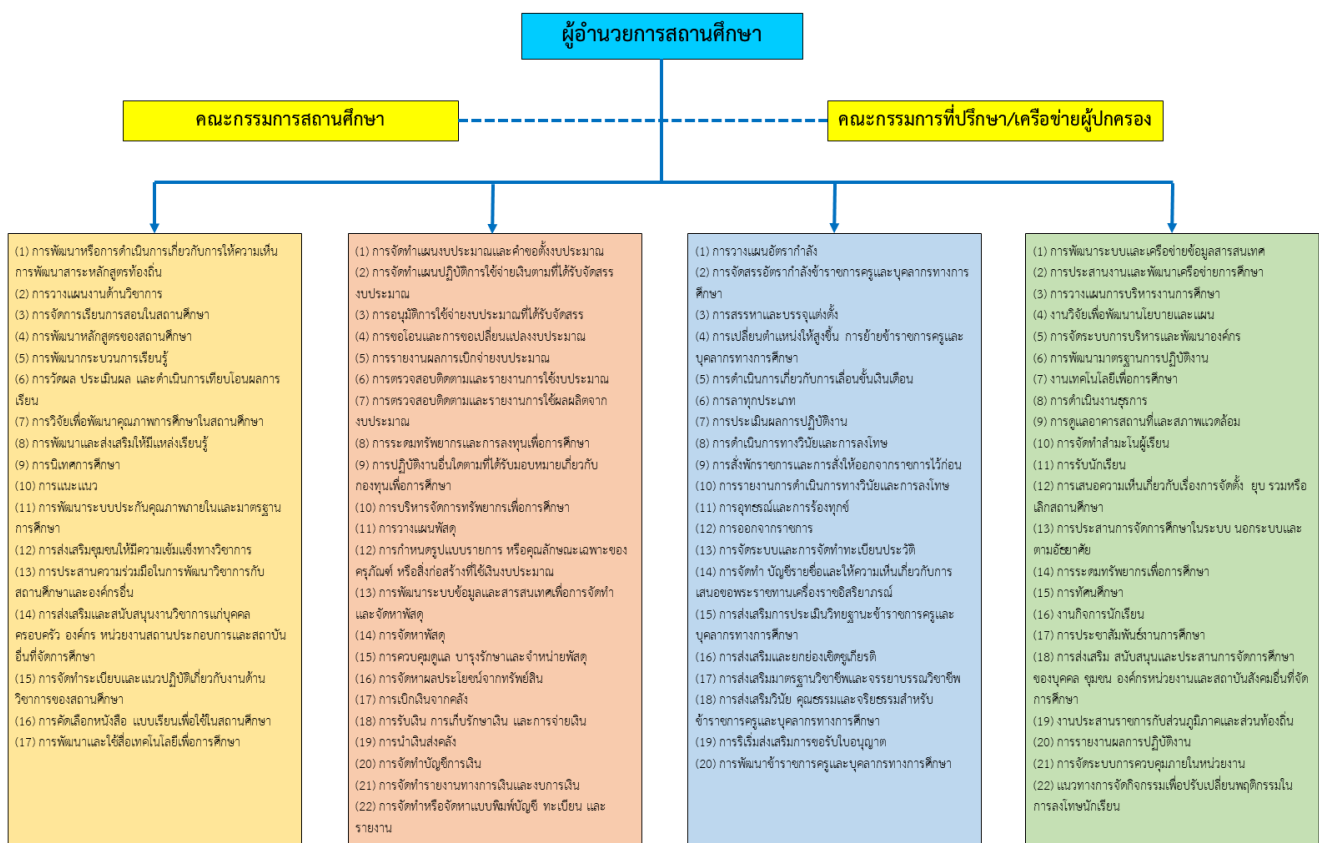 ผู้อำนวยการสถานศึกษา
คณะกรรมการสถานศึกษา
คณะกรรมการที่ปรึกษา/เครือข่ายผู้ปกครอง
(1) การพัฒนาหรือการดำเนินการเกี่ยวกับการให้ความเห็น
การพัฒนาสาระหลักสูตรท้องถิ่น
(2) การวางแผนงานด้านวิชาการ
(3) การจัดการเรียนการสอนในสถานศึกษา
(4) การพัฒนาหลักสูตรของสถานศึกษา
(5) การพัฒนากระบวนการเรียนรู้
(6) การวัดผล ประเมินผล และดำเนินการเทียบโอนผลการ
เรียน
(7) การวิจัยเพื่อพัฒนาคุณภาพการศึกษาในสถานศึกษา
(8) การพัฒนาและส่งเสริมให้มีแหล่งเรียนรู้
(9) การนิเทศการศึกษา
(10) การแนะแนว
(11) การพัฒนาระบบประกันคุณภาพภายในและมาตรฐาน
การศึกษา
(12) การส่งเสริมชุมชนให้มีความเข้มแข็งทางวิชาการ
(13) การประสานความร่วมมือในการพัฒนาวิชาการกับ
สถานศึกษาและองค์กรอื่น
(14) การส่งเสริมและสนับสนุนงานวิชาการแก่บุคคล
ครอบครัว องค์กร หน่วยงานสถานประกอบการและสถาบัน
อื่นที่จัดการศึกษา
(15) การจัดทำระเบียบและแนวปฏิบัติเกี่ยวกับงานด้าน
วิชาการของสถานศึกษา
(16) การคัดเลือกหนังสือ แบบเรียนเพื่อใช้ในสถานศึกษา
(17) การพัฒนาและใช้สื่อเทคโนโลยีเพื่อการศึกษา
(1) การจัดทำแผนงบประมาณและคำขอตั้งงบประมาณ
(2) การจัดทำแผนปฏิบัติการใช้จ่ายเงินตามที่ได้รับจัดสรร
งบประมาณ
(3) การอนุมัติการใช้จ่ายงบประมาณที่ได้รับจัดสรร
(4) การขอโอนและการขอเปลี่ยนแปลงงบประมาณ
(5) การรายงานผลการเบิกจ่ายงบประมาณ
(6) การตรวจสอบติดตามและรายงานการใช้งบประมาณ
(7) การตรวจสอบติดตามและรายงานการใช้ผลผลิตจาก
งบประมาณ
(8) การระดมทรัพยากรและการลงทุนเพื่อการศึกษา
(9) การปฏิบัติงานอื่นใดตามที่ได้รับมอบหมายเกี่ยวกับ
กองทุนเพื่อการศึกษา
(10) การบริหารจัดการทรัพยากรเพื่อการศึกษา
(11) การวางแผนพัสดุ
(12) การกำหนดรูปแบบรายการ หรือคุณลักษณะเฉพาะของ
ครุภัณฑ์ หรือสิ่งก่อสร้างที่ใช้เงินงบประมาณ
(13) การพัฒนาระบบข้อมูลและสารสนเทศเพื่อการจัดทำ
และจัดหาพัสดุ
(14) การจัดหาพัสดุ
(15) การควบคุมดูแล บารุงรักษาและจำหน่ายพัสดุ
(16) การจัดหาผลประโยชน์จากทรัพย์สิน
(17) การเบิกเงินจากคลัง
(18) การรับเงิน การเก็บรักษาเงิน และการจ่ายเงิน
(19) การนำเงินส่งคลัง
(20) การจัดทำบัญชีการเงิน
(21) การจัดทำรายงานทางการเงินและงบการเงิน
(22) การจัดทำหรือจัดหาแบบพิมพ์บัญชี ทะเบียน และ
รายงาน
(1) การวางแผนอัตรากำลัง
(2) การจัดสรรอัตรากำลังข้าราชการครูและบุคลากรทางการ
ศึกษา
(3) การสรรหาและบรรจุแต่งตั้ง
(4) การเปลี่ยนตำแหน่งให้สูงขึ้น การย้ายข้าราชการครูและ
บุคลากรทางการศึกษา
(5) การดำเนินการเกี่ยวกับการเลื่อนขั้นเงินเดือน
(6) การลาทุกประเภท
(7) การประเมินผลการปฏิบัติงาน
(8) การดำเนินการทางวินัยและการลงโทษ
(9) การสั่งพักราชการและการสั่งให้ออกจากราชการไว้ก่อน
(10) การรายงานการดำเนินการทางวินัยและการลงโทษ
(11) การอุทธรณ์และการร้องทุกข์
(12) การออกจากราชการ
(13) การจัดระบบและการจัดทำทะเบียนประวัติ
(14) การจัดทำ บัญชีรายชื่อและให้ความเห็นเกี่ยวกับการ
เสนอขอพระราชทานเครื่องราชอิสริยาภรณ์
(15) การส่งเสริมการประเมินวิทยฐานะข้าราชการครูและ
บุคลากรทางการศึกษา
(16) การส่งเสริมและยกย่องเชิดชูเกียรติ
(17) การส่งเสริมมาตรฐานวิชาชีพและจรรยาบรรณวิชาชีพ
(18) การส่งเสริมวินัย คุณธรรมและจริยธรรมสำหรับ
ข้าราชการครูและบุคลากรทางการศึกษา
(19) การริเริ่มส่งเสริมการขอรับใบอนุญาต
(20) การพัฒนาข้าราชการครูและบุคลากรทางการศึกษา
(1) การพัฒนาระบบและเครือข่ายข้อมูลสารสนเทศ
(2) การประสานงานและพัฒนาเครือข่ายการศึกษา
(3) การวางแผนการบริหารงานการศึกษา
(4) งานวิจัยเพื่อพัฒนานโยบายและแผน
(5) การจัดระบบการบริหารและพัฒนาองค์กร
(6) การพัฒนามาตรฐานการปฏิบัติงาน
(7) งานเทคโนโลยีเพื่อการศึกษา
(8) การดำเนินงานธุรการ
(9) การดูแลอาคารสถานที่และสภาพแวดล้อม
(10) การจัดทำสำมะโนผู้เรียน
(11) การรับนักเรียน
(12) การเสนอความเห็นเกี่ยวกับเรื่องการจัดตั้ง ยุบ รวมหรือ
เลิกสถานศึกษา
(13) การประสานการจัดการศึกษาในระบบ นอกระบบและ
ตามอัธยาศัย
(14) การระดมทรัพยากรเพื่อการศึกษา
(15) การทัศนศึกษา
(16) งานกิจการนักเรียน
(17) การประชาสัมพันธ์งานการศึกษา
(18) การส่งเสริม สนับสนุนและประสานการจัดการศึกษา
ของบุคคล ชุมชน องค์กรหน่วยงานและสถาบันสังคมอื่นที่จัด
การศึกษา
(19) งานประสานราชการกับส่วนภูมิภาคและส่วนท้องถิ่น
(20) การรายงานผลการปฏิบัติงาน
(21) การจัดระบบการควบคุมภายในหน่วยงาน
(22) แนวทางการจัดกิจกรรมเพื่อปรับเปลี่ยนพฤติกรรมใน
การลงโทษนักเรียน